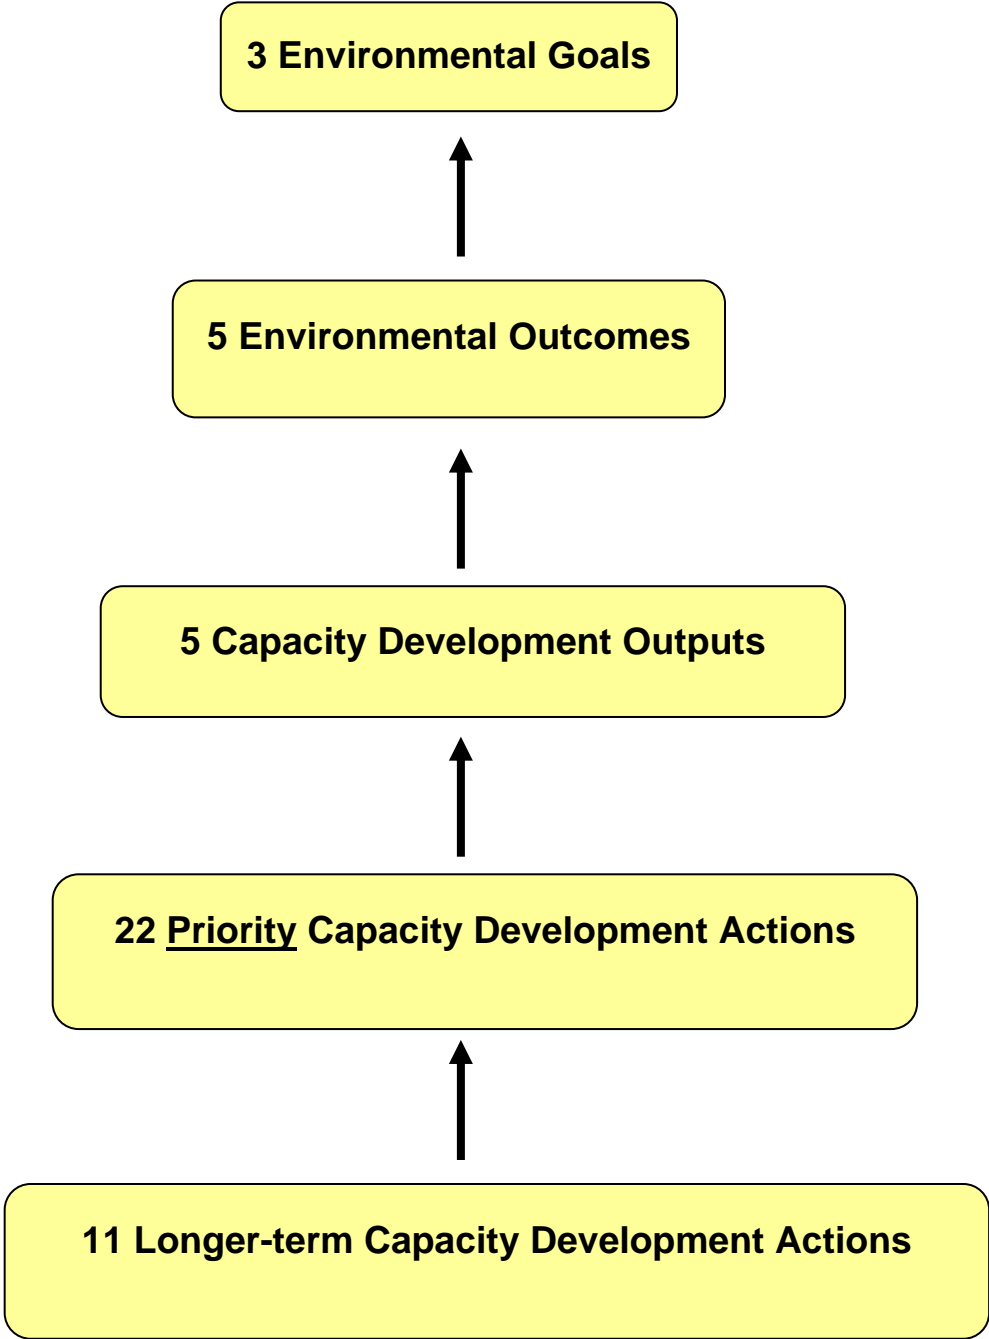 3 Environmental Goals
5 Environmental Outcomes
5 Capacity Development Outputs
22 Priority Capacity Development Actions
11 Longer-term Capacity Development Actions